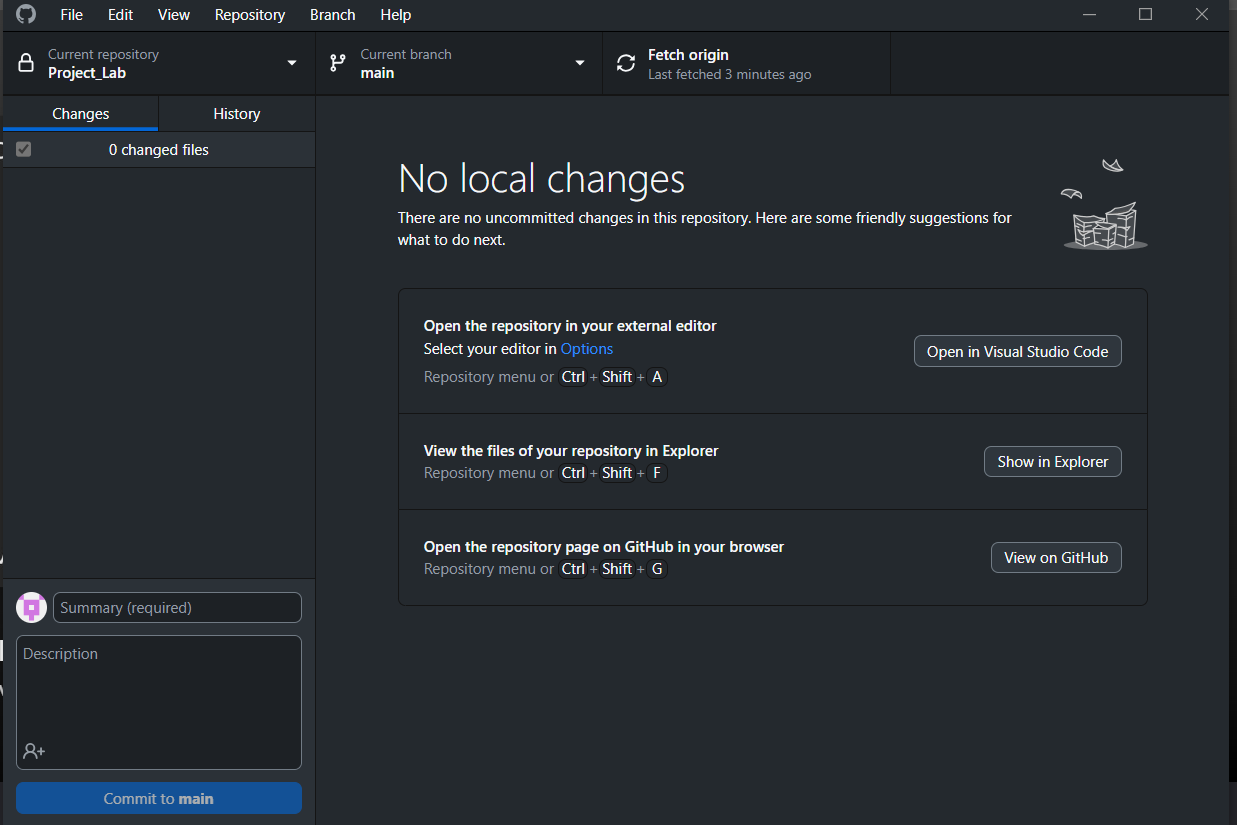 File Edit View Repository Branch Help
Current repository
Project_Lab
Current branch
main
Fetch origin
Last fetched 3 minutes ago
Changes
History
0 changed files
No local changes
There are no uncommitted changes in this repository. Here are some friendly suggestions for
what to do next.
Open the repository in your external editor
Select your editor in Options
Repository menu or Ctrl + Shift + A
Open in Visual Studio Code
View the files of your repository in Explorer
Repository menu or Ctrl + Shift + F
Show in Explorer
Open the repository page on GitHub in your browser
Repository menu or Ctrl + Shift + G
View on GitHub
Summary (required)
Description
Commit to main